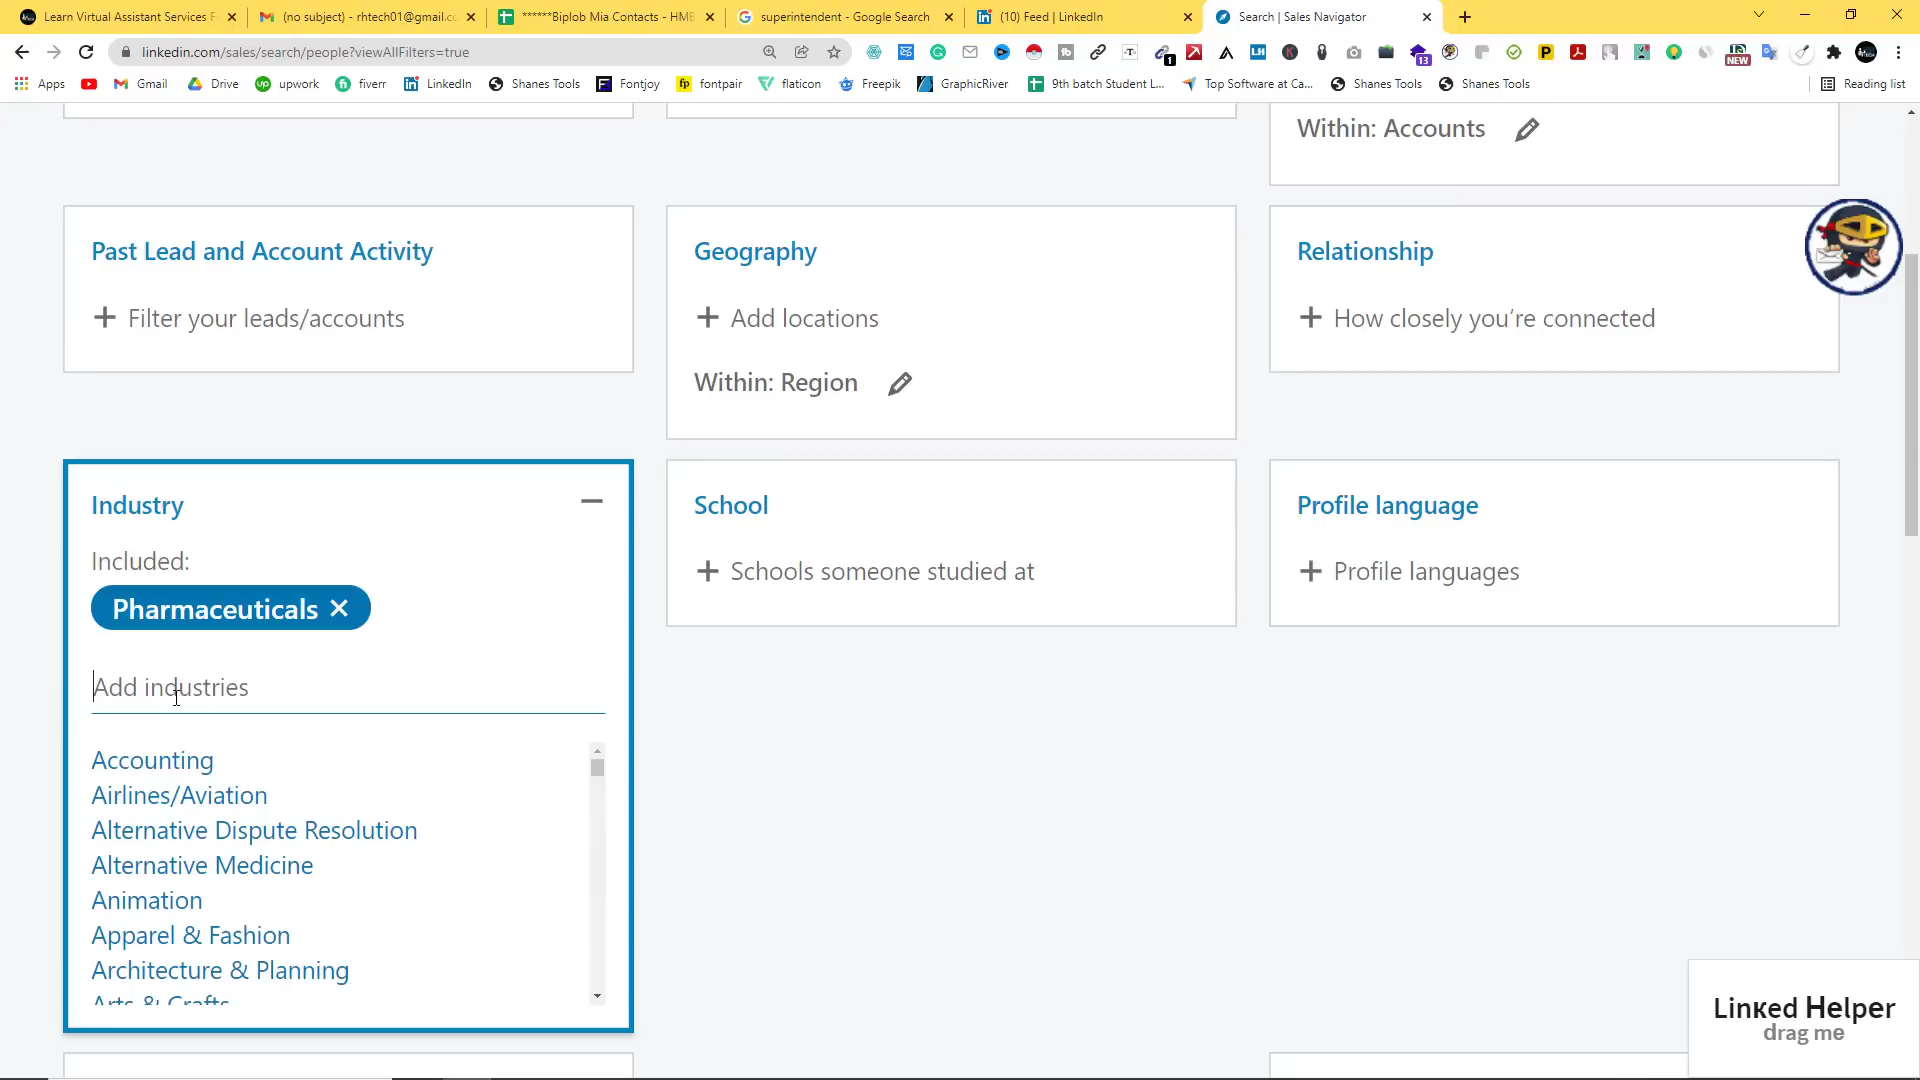 Learn Virtual Assistant Services F
(no subject) - rhtech01@gmail.co
******Biplob Mia Contacts - HMB
superintendent - Google Search
(10) Feed | LinkedIn
Search | Sales Navigator
linkedin.com/sales/search/people?viewAllFilters=true
Apps
Gmail
Drive
upwork
fiverr
LinkedIn
Shanes Tools
Fontjoy
fontpair
flaticon
Freepik
GraphicRiver
9th batch Student L...
Top Software at Ca...
Shanes Tools
Shanes Tools
Reading list
Within: Accounts
Past Lead and Account Activity
Filter your leads/accounts
Geography
Add locations
Within: Region
Relationship
How closely you're connected
Industry
Included:
Pharmaceuticals
Add industries
Accounting
Airlines/Aviation
Alternative Dispute Resolution
Alternative Medicine
Animation
Apparel & Fashion
Architecture & Planning
Arts & Crafts
School
Schools someone studied at
Profile language
Profile languages
Linked Helper
drag me